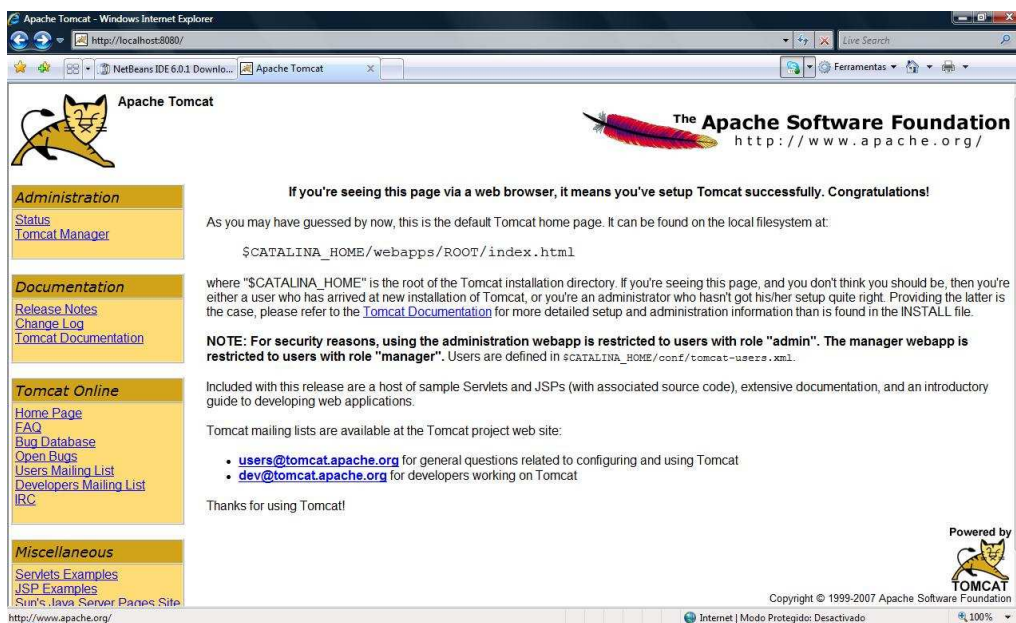 Apache Tomcat - Windows Internet Explorer
http://localhost:8080/
Live Search
NetBeans IDE 6.0.1 Downlo...
Apache Tomcat
Ferramentas
Apache Tomcat
The Apache Software Foundation
http://www.apache.org/
Administration
Status
Tomcat Manager
Documentation
Release Notes
Change Log
Tomcat Documentation
Tomcat Online
Home Page
FAQ
Bug Database
Open Bugs
Users Mailing List
Developers Mailing List
IRC
Miscellaneous
Servlets Examples
JSP Examples
Sun's Java Server Pages Site
If you're seeing this page via a web browser, it means you've setup Tomcat successfully. Congratulations!
As you may have guessed by now, this is the default Tomcat home page. It can be found on the local filesystem at:
$CATALINA_HOME/webapps/ROOT/index.html
where "$CATALINA_HOME" is the root of the Tomcat installation directory. If you're seeing this page, and you don't think you should be, then you're
either a user who has arrived at new installation of Tomcat, or you're an administrator who hasn't got his/her setup quite right. Providing the latter is
the case, please refer to the Tomcat Documentation for more detailed setup and administration information than is found in the INSTALL file.
NOTE: For security reasons, using the administration webapp is restricted to users with role "admin". The manager webapp is
restricted to users with role "manager". Users are defined in $CATALINA_HOME/conf/tomcat-users.xml.
Included with this release are a host of sample Servlets and JSPs (with associated source code), extensive documentation, and an introductory
guide to developing web applications.
Tomcat mailing lists are available at the Tomcat project web site:
• users@tomcat.apache.org for general questions related to configuring and using Tomcat
• dev@tomcat.apache.org for developers working on Tomcat
Thanks for using Tomcat!
Powered by
TOMCAT
Copyright © 1999-2007 Apache Software Foundation
http://www.apache.org/
Internet | Modo Protegido: Desactivado
100%